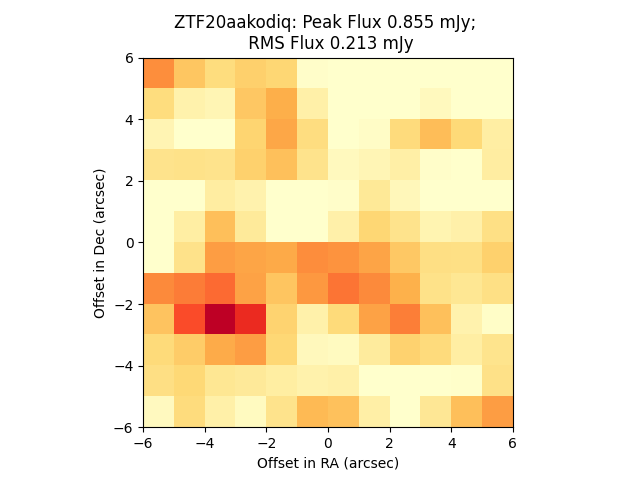 ZTF20aakodiq: Peak Flux 0.855 mJy;
RMS Flux 0.213 mJy
6
4
2
0
−2
−4
−6
Offset in Dec (arcsec)
−6 −4 −2 0 2 4 6
Offset in RA (arcsec)